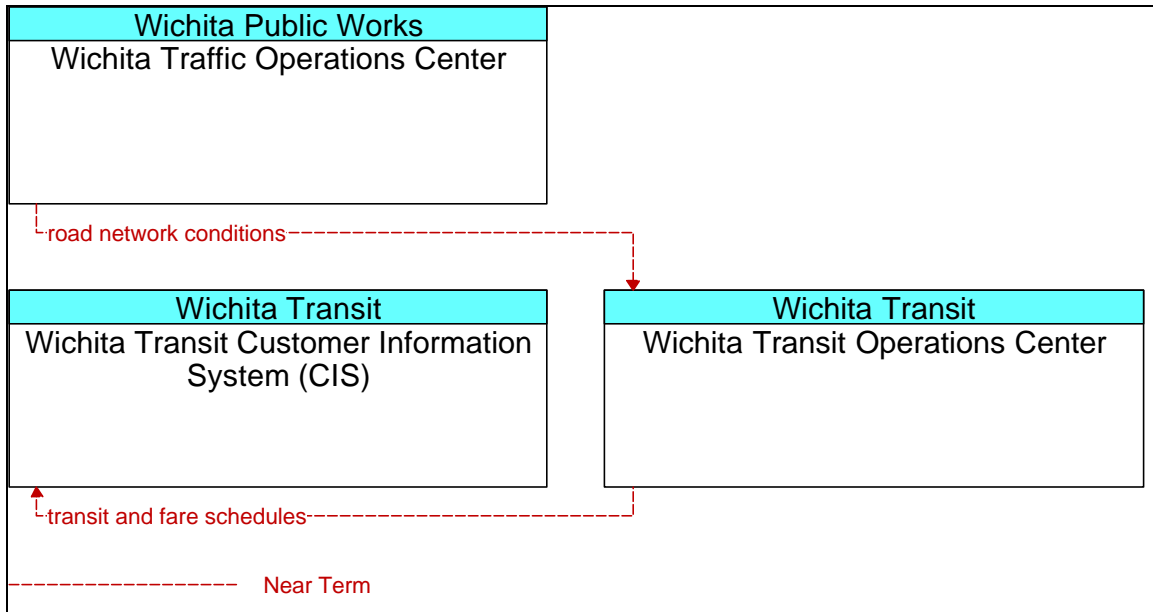 Wichita Public Works
Wichita Traffic Operations Center
road network conditions
Wichita Transit
Wichita Transit Customer Information
System (CIS)
Wichita Transit
Wichita Transit Operations Center
transit and fare schedules
Near Term